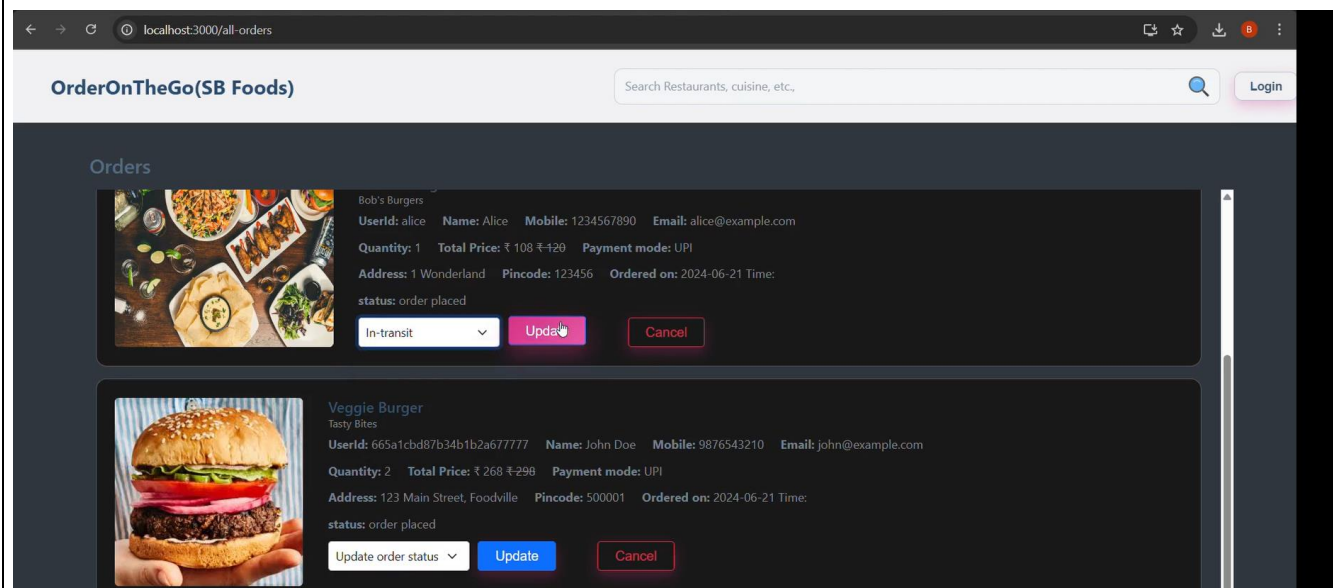 localhost:3000/all-orders
B
OrderOnTheGo(SB Foods)
Search Restaurants, cuisine, etc.,
Login
Orders
Bob's Burgers
UserId: alice Name: Alice Mobile: 1234567890 Email: alice@example.com
Quantity: 1 Total Price: ₹ 108 ₹ 120 Payment mode: UPI
Address: 1 Wonderland Pincode: 123456 Ordered on: 2024-06-21 Time:
status: order placed
In-transit Update Cancel
Veggie Burger
Tasty Bites
UserId: 665a1cbd87b34b1b2a677777 Name: John Doe Mobile: 9876543210 Email: john@example.com
Quantity: 2 Total Price: ₹ 268 ₹ 298 Payment mode: UPI
Address: 123 Main Street, Foodville Pincode: 500001 Ordered on: 2024-06-21 Time:
status: order placed
Update order status Update Cancel